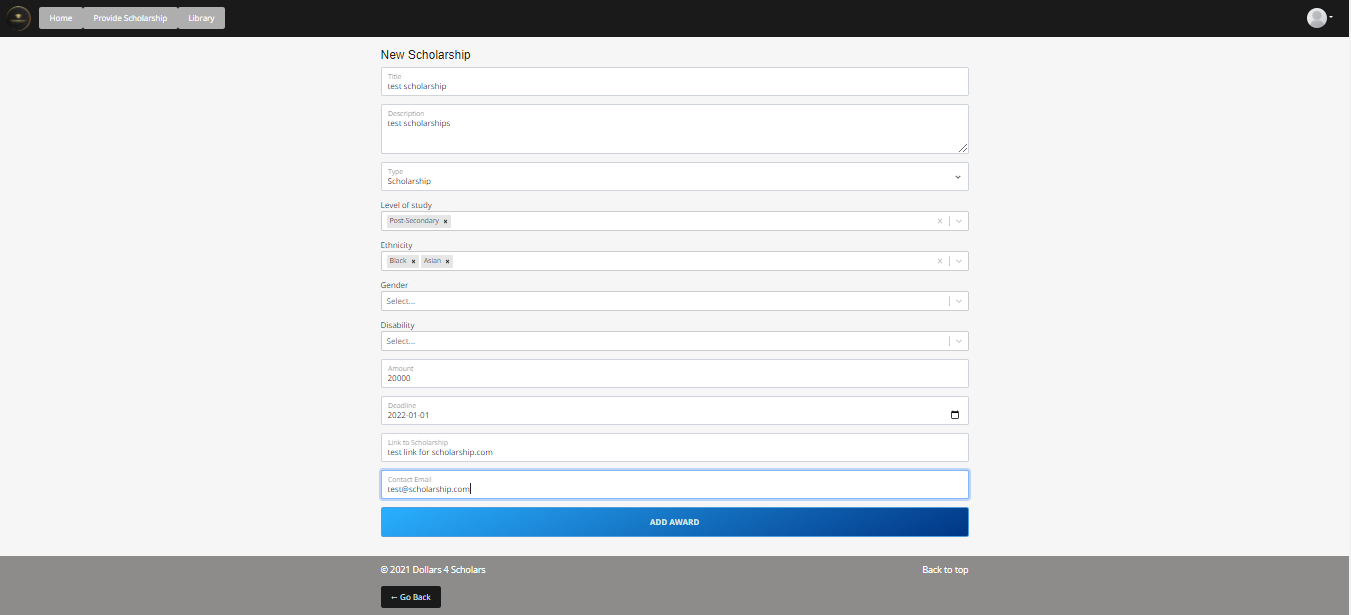 Home Provide Scholarship Library
New Scholarship
Title
test scholarship
Description
test scholarships
Type
Scholarship
Level of study
Post-Secondary ×
Ethnicity
Black × Asian ×
Gender
Select...
Disability
Select...
Amount
20000
Deadline
2022-01-01
Link to Scholarship
test link for scholarship.com
Contact Email
test@scholarship.com
ADD AWARD
© 2021 Dollars 4 Scholars Back to top
← Go Back